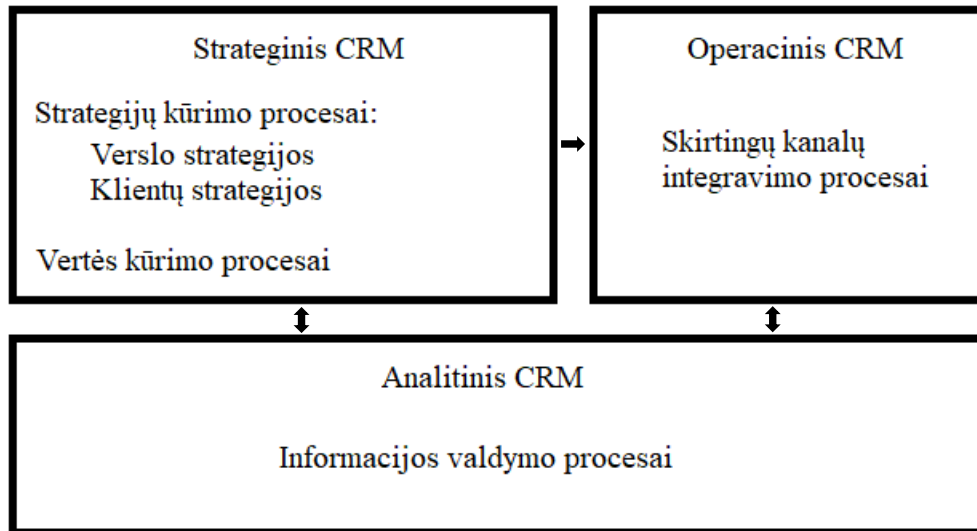 Strateginis CRM
Strategijų kūrimo procesai:
Verslo strategijos
Klientų strategijos
Vertės kūrimo procesai
Operacinis CRM
Skirtingų kanalų
integravimo procesai
Analitinis CRM
Informacijos valdymo procesai